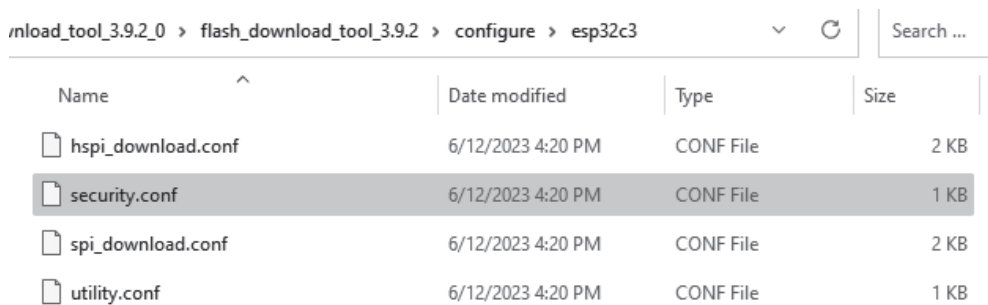 vnload_tool_3.9.2_0 > flash_download_tool_3.9.2 > configure > esp32c3 Search ...
Name Date modified Type Size
hspi_download.conf 6/12/2023 4:20 PM CONF File 2 KB
security.conf 6/12/2023 4:20 PM CONF File 1 KB
spi_download.conf 6/12/2023 4:20 PM CONF File 2 KB
utility.conf 6/12/2023 4:20 PM CONF File 1 KB